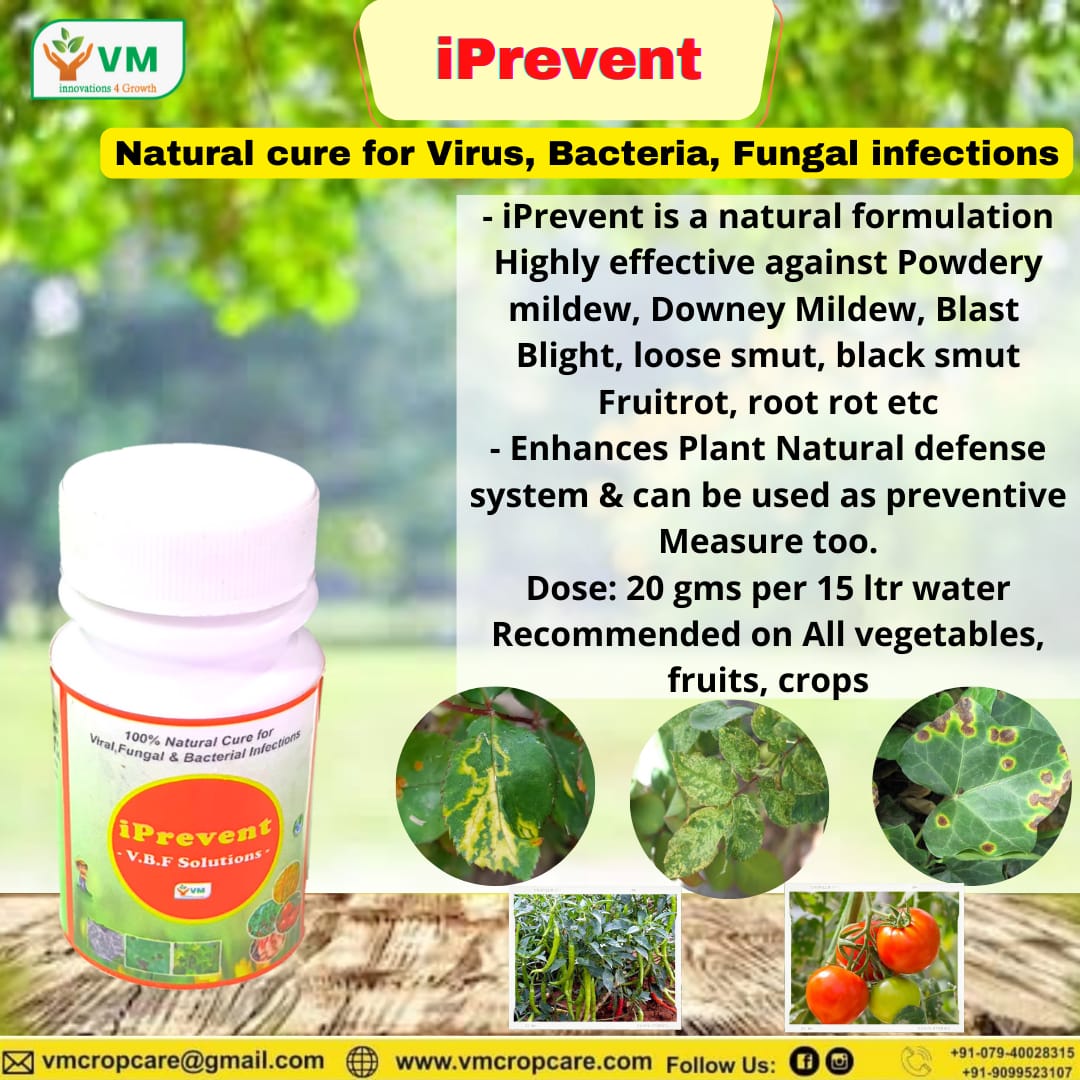 VM
innovations 4 Growth
iPrevent
Natural cure for Virus, Bacteria, Fungal infections
- iPrevent is a natural formulation
Highly effective against Powdery
mildew, Downey Mildew, Blast
Blight, loose smut, black smut
Fruitrot, root rot etc
- Enhances Plant Natural defense
system & can be used as preventive
Measure too.
Dose: 20 gms per 15 ltr water
Recommended on All vegetables,
fruits, crops
100% Natural Cure for
Viral,Fungal & Bacterial Infections
iPrevent
- V.B.F Solutions -
VM
vmcropcare@gmail.com
www.vmcropcare.com
Follow Us:
+91-079-40028315
+91-9099523107